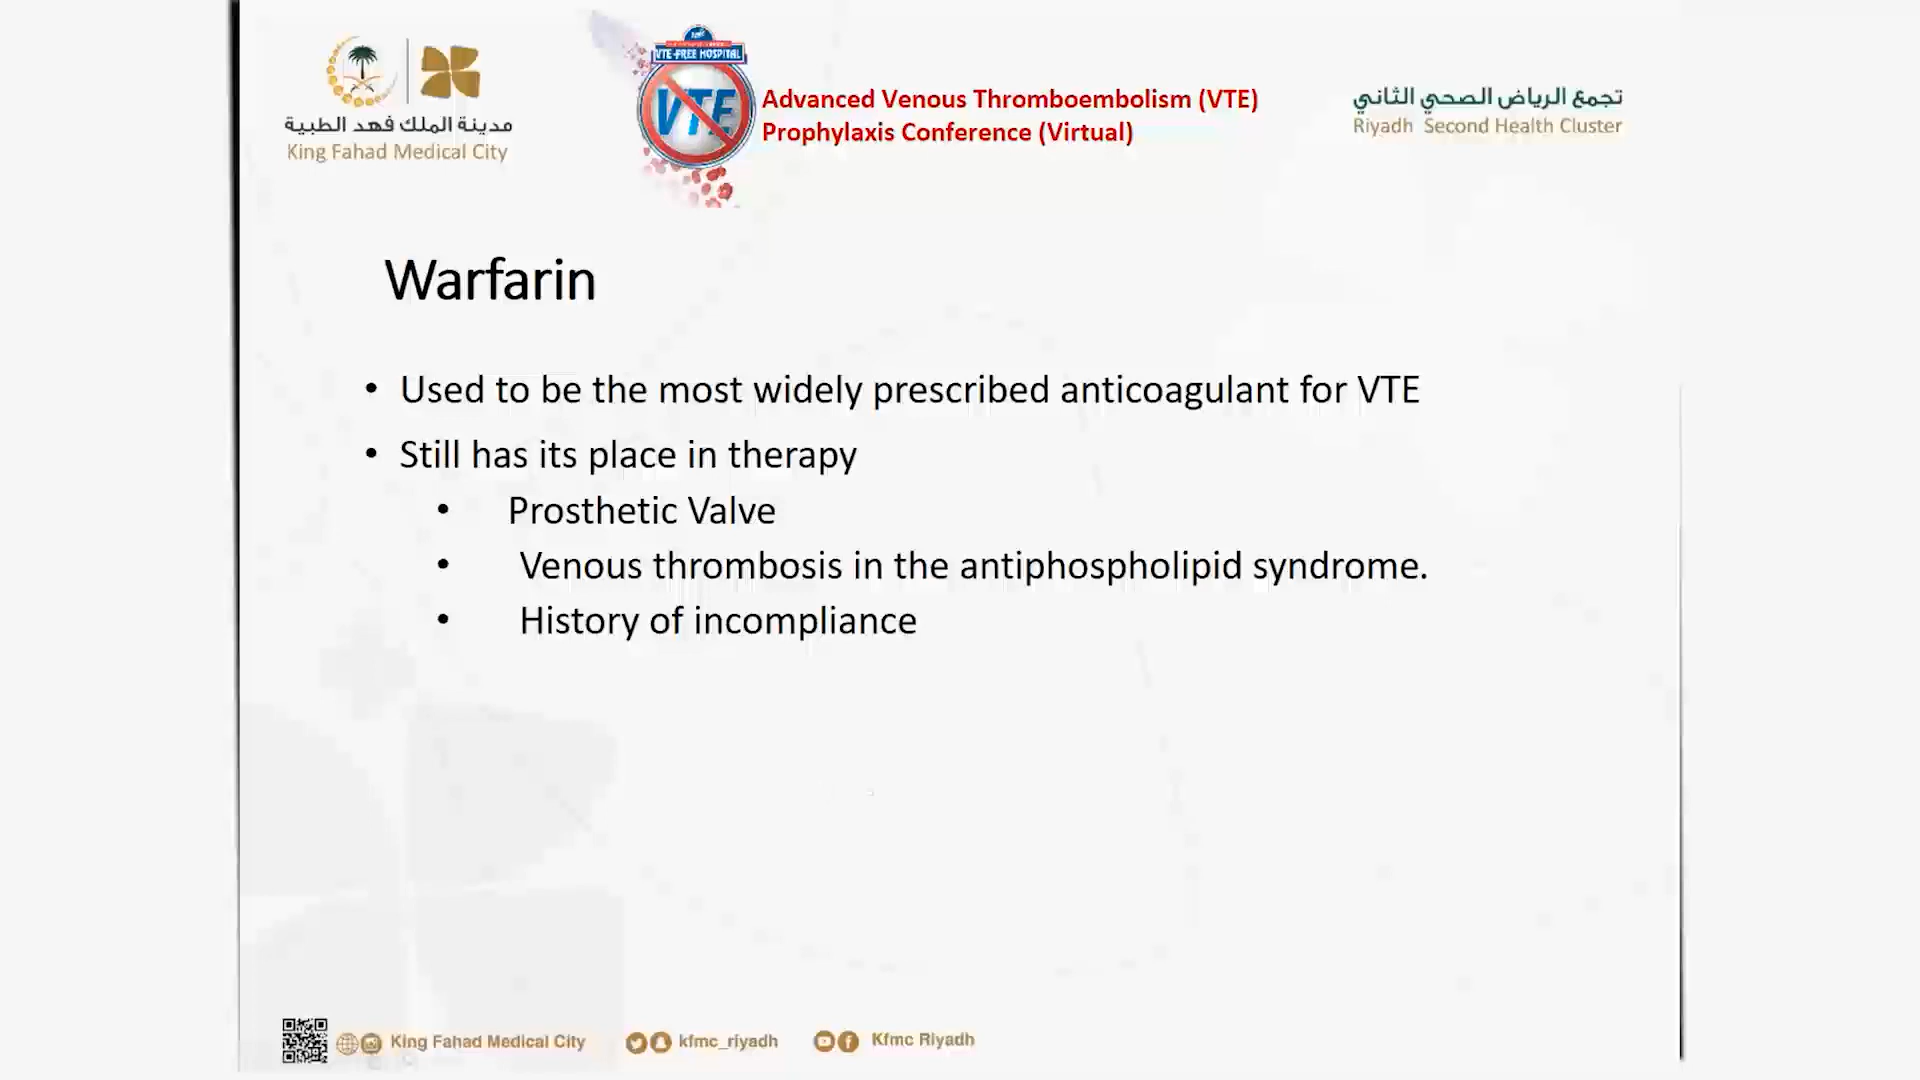 مدينة الملك فهد الطبية
King Fahad Medical City
VTE-FREE HOSPITAL
VTE
Advanced Venous Thromboembolism (VTE)
Prophylaxis Conference (Virtual)
تجمع الرياض الصحي الثاني
Riyadh Second Health Cluster
Warfarin
• Used to be the most widely prescribed anticoagulant for VTE
• Still has its place in therapy
• Prosthetic Valve
• Venous thrombosis in the antiphospholipid syndrome.
• History of incompliance
King Fahad Medical City
kfmc_riyadh
Kfmc Riyadh